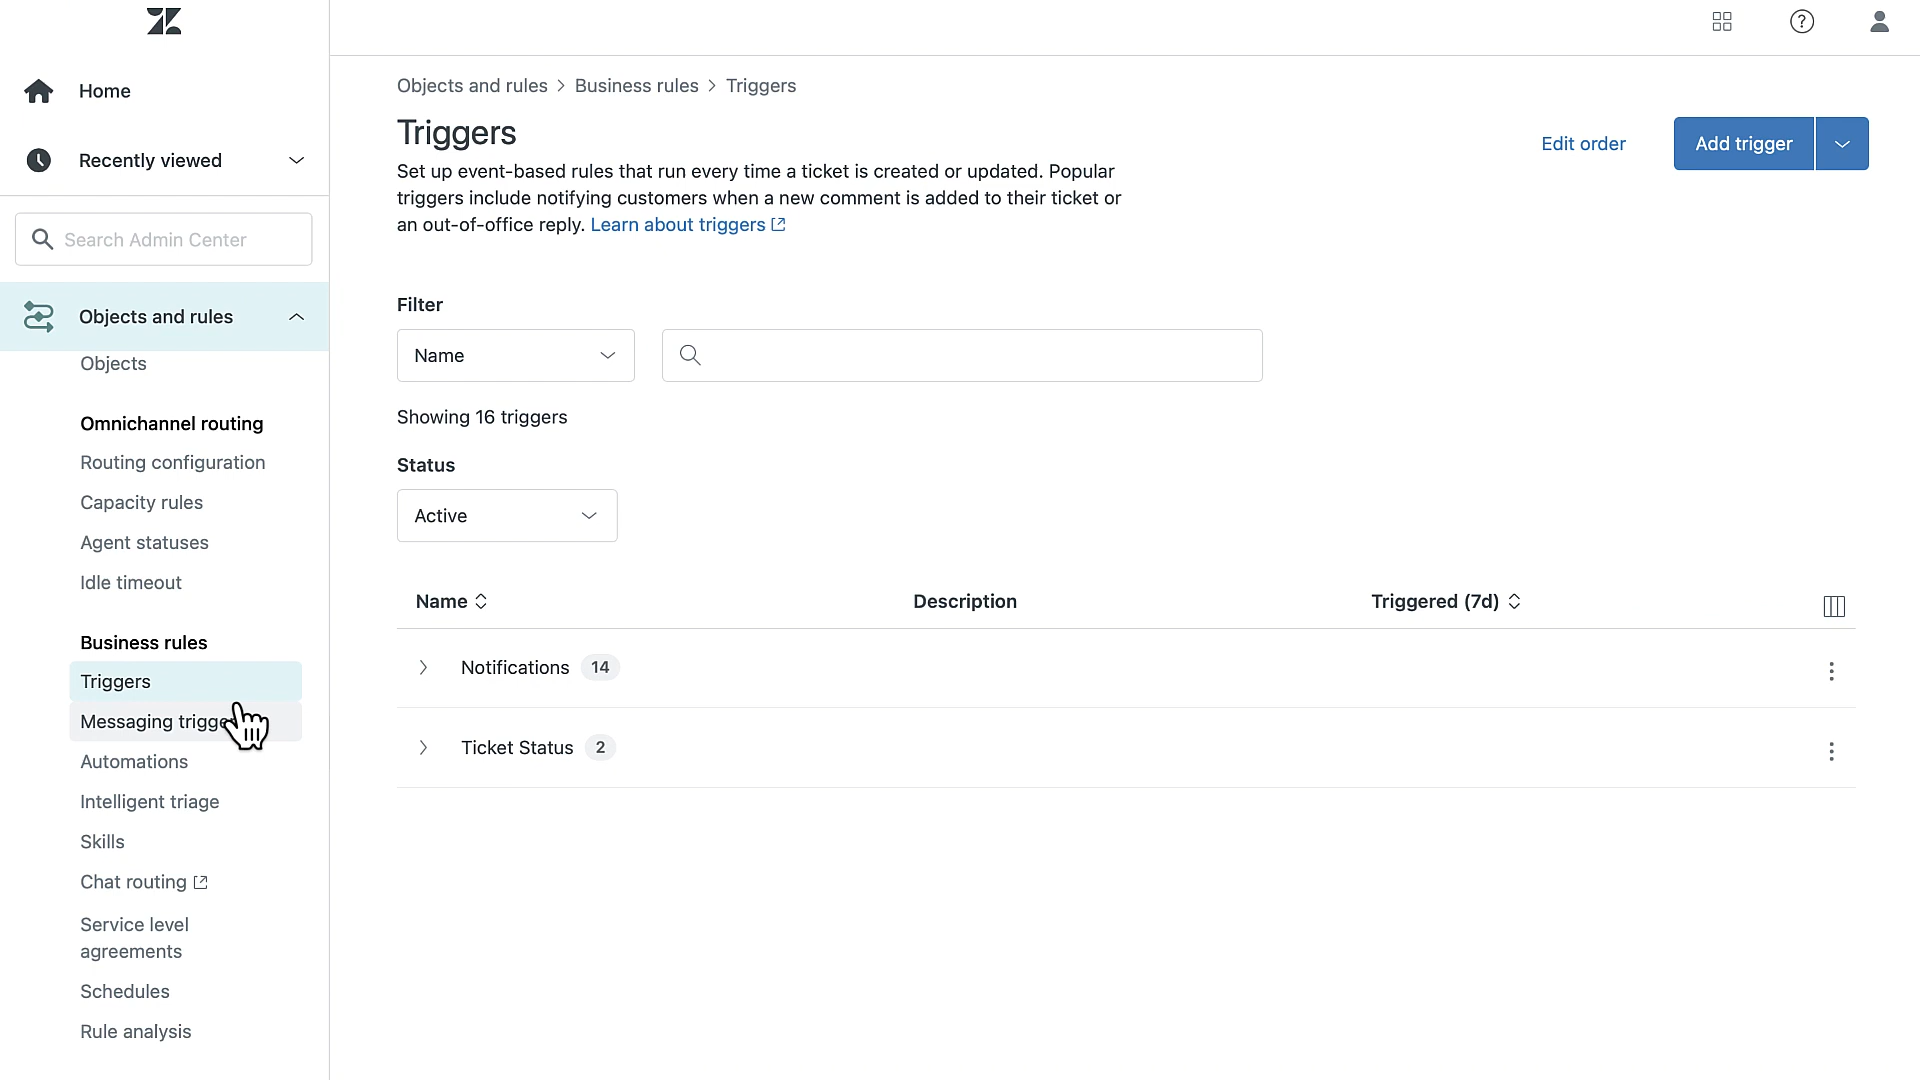 Home
Recently viewed
Search Admin Center
Objects and rules
Objects
Omnichannel routing
Routing configuration
Capacity rules
Agent statuses
Idle timeout
Business rules
Triggers
Messaging
Automations
Intelligent triage
Skills
Chat routing
Service level
agreements
Schedules
Rule analysis
Objects and rules > Business rules > Triggers
Triggers
Set up event-based rules that run every time a ticket is created or updated. Popular
triggers include notifying customers when a new comment is added to their ticket or
an out-of-office reply. Learn about triggers
Edit order
Add trigger
Filter
Name
Showing 16 triggers
Status
Active
Name Description Triggered (7d)
Notifications 14
Ticket Status 2